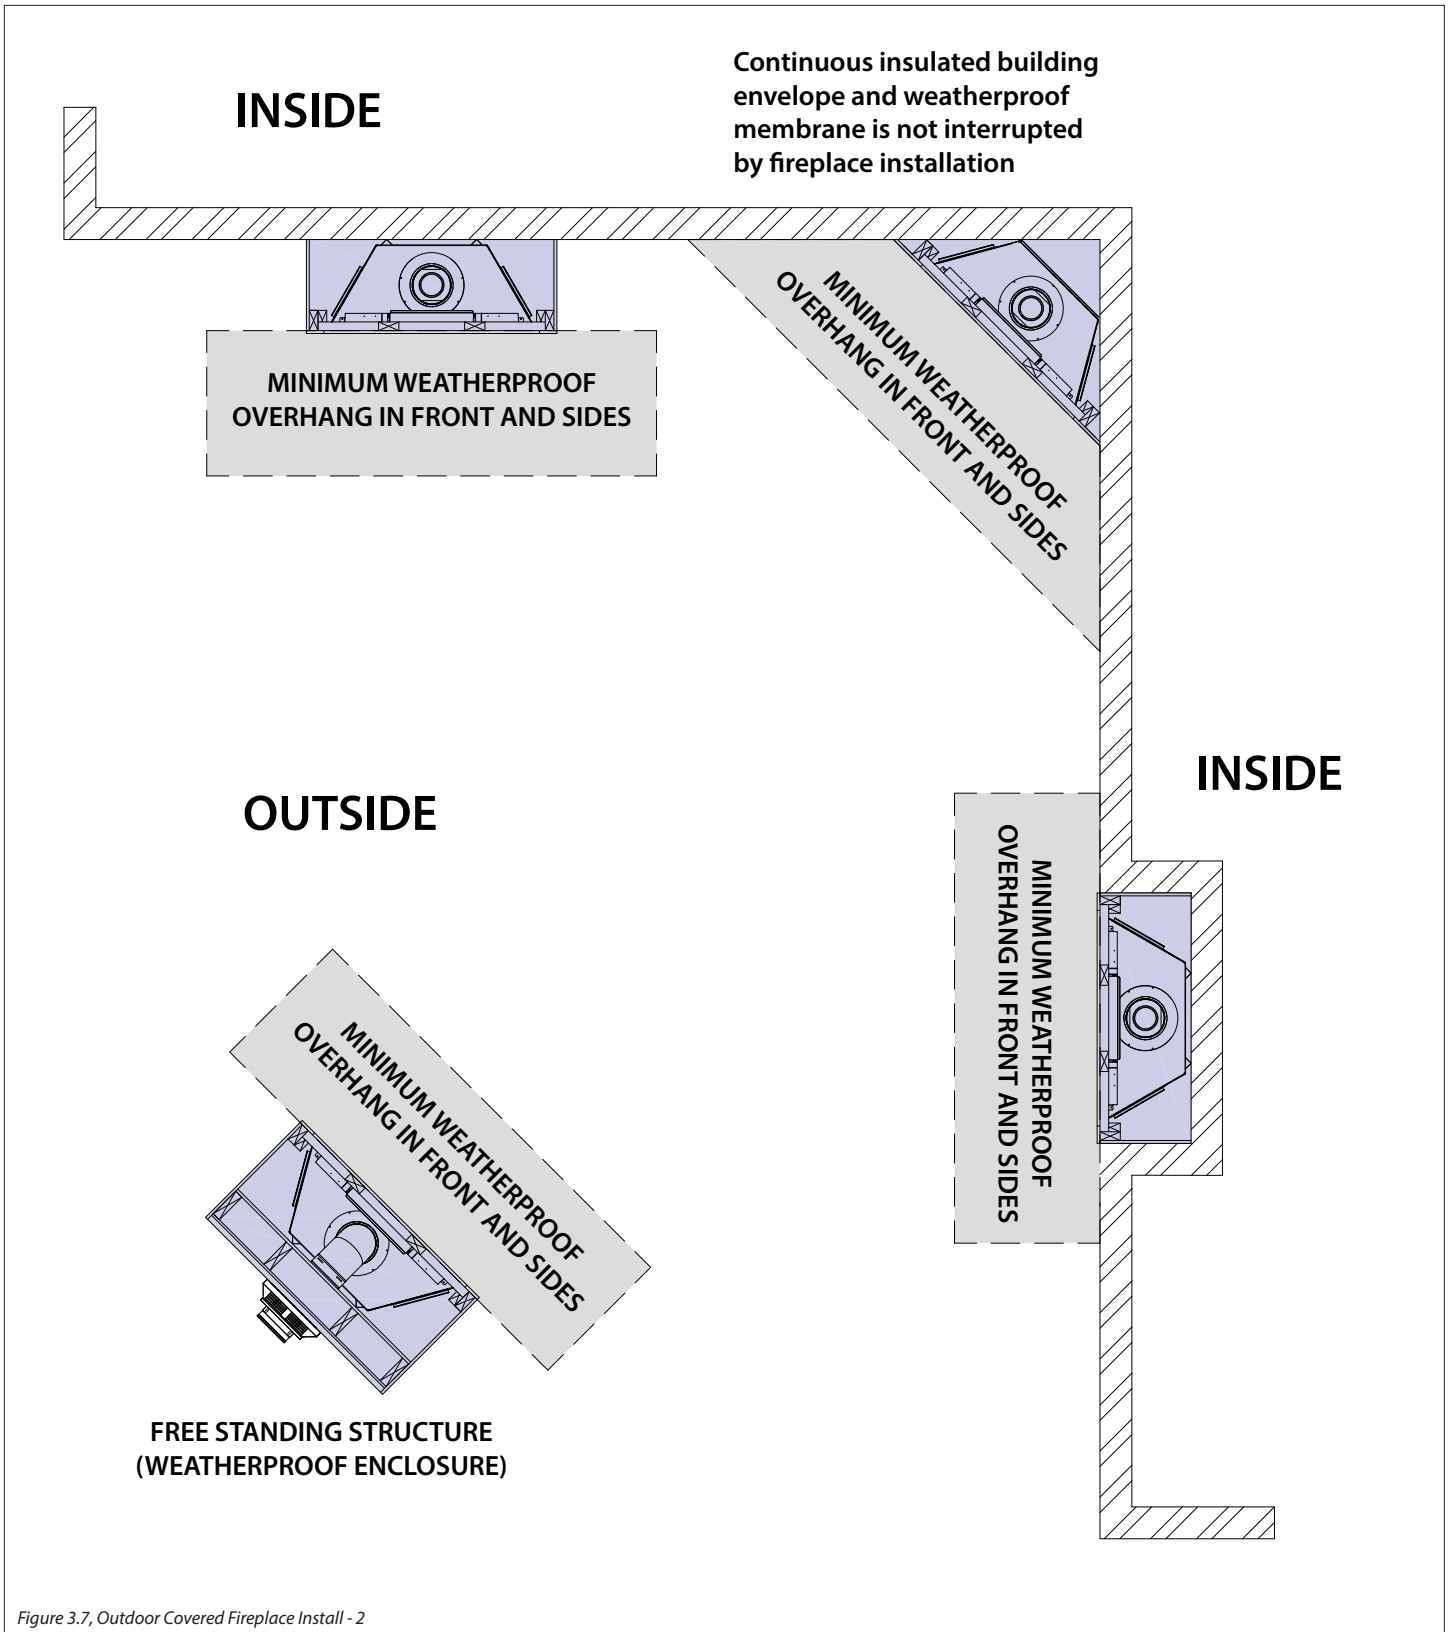 INSIDE
Continuous insulated building
envelope and weatherproof
membrane is not interrupted
by fireplace installation
MINIMUM WEATHERPROOF
OVERHANG IN FRONT AND SIDES
MINIMUM WEATHERPROOF
OVERHANG IN FRONT AND SIDES
INSIDE
OUTSIDE
MINIMUM WEATHERPROOF
OVERHANG IN FRONT AND SIDES
MINIMUM WEATHERPROOF
OVERHANG IN FRONT AND SIDES
FREE STANDING STRUCTURE
(WEATHERPROOF ENCLOSURE)
Figure 3.7, Outdoor Covered Fireplace Install - 2